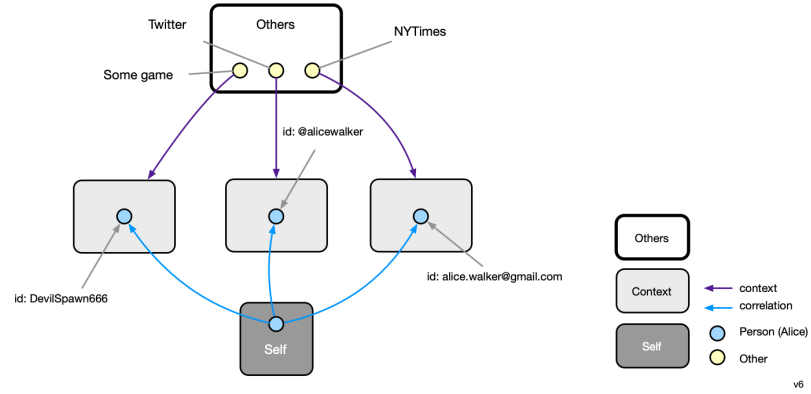 Twitter
Others
NYTimes
Some game
id: @alicewalker
id: DevilSpawn666
id: alice.walker@gmail.com
Self
Others
Context
context
correlation
Self
Person (Alice)
Other
v6